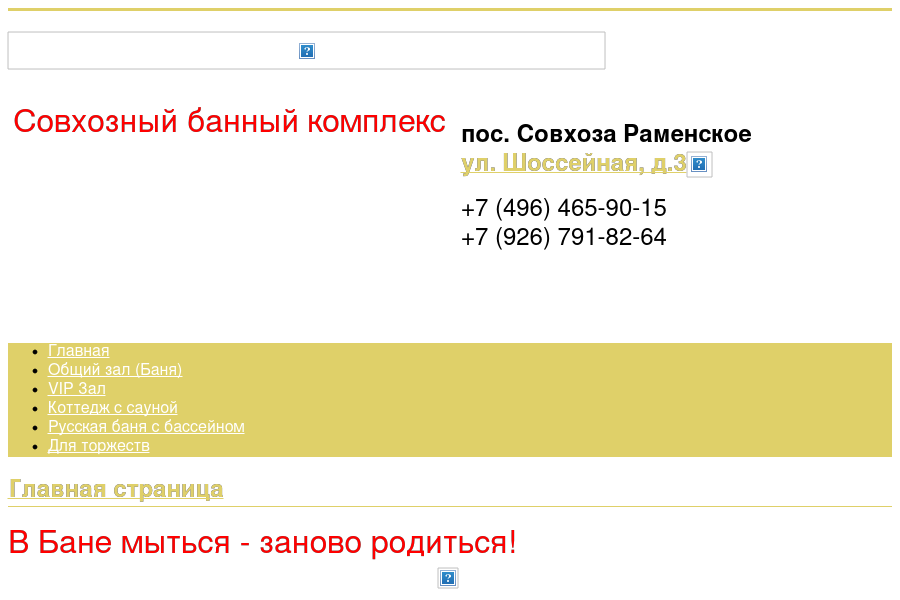 Совхозный банный комплекс
пос. Совхоза Раменское
ул. Шоссейная, д.3
+7 (496) 465-90-15
+7 (926) 791-82-64
Главная
Общий зал (Баня)
VIP Зал
Коттедж с сауной
Русская баня с бассейном
Для торжеств
Главная страница
В Бане мыться - заново родиться!